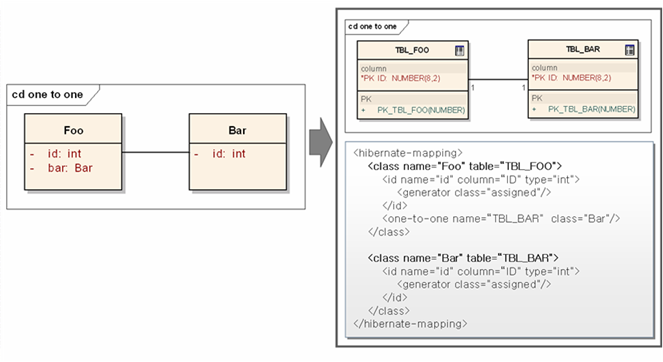 cd one to one
Foo
- id: int
- bar: Bar
Bar
- id: int
cd one to one
TBL_FOO
column
*PK ID: NUMBER(8,2)
PK
+ PK_TBL_FOO(NUMBER)
1
1
TBL_BAR
column
*PK ID: NUMBER(8,2)
PK
+ PK_TBL_BAR(NUMBER)
<hibernate-mapping>
<class name="Foo" table="TBL_FOO">
<id name="id" column="ID" type="int">
<generator class="assigned"/>
</id>
<one-to-one name="TBL_BAR" class="Bar"/>
</class>
<class name="Bar" table="TBL_BAR">
<id name="id" column="ID" type="int">
<generator class="assigned"/>
</id>
</class>
</hibernate-mapping>